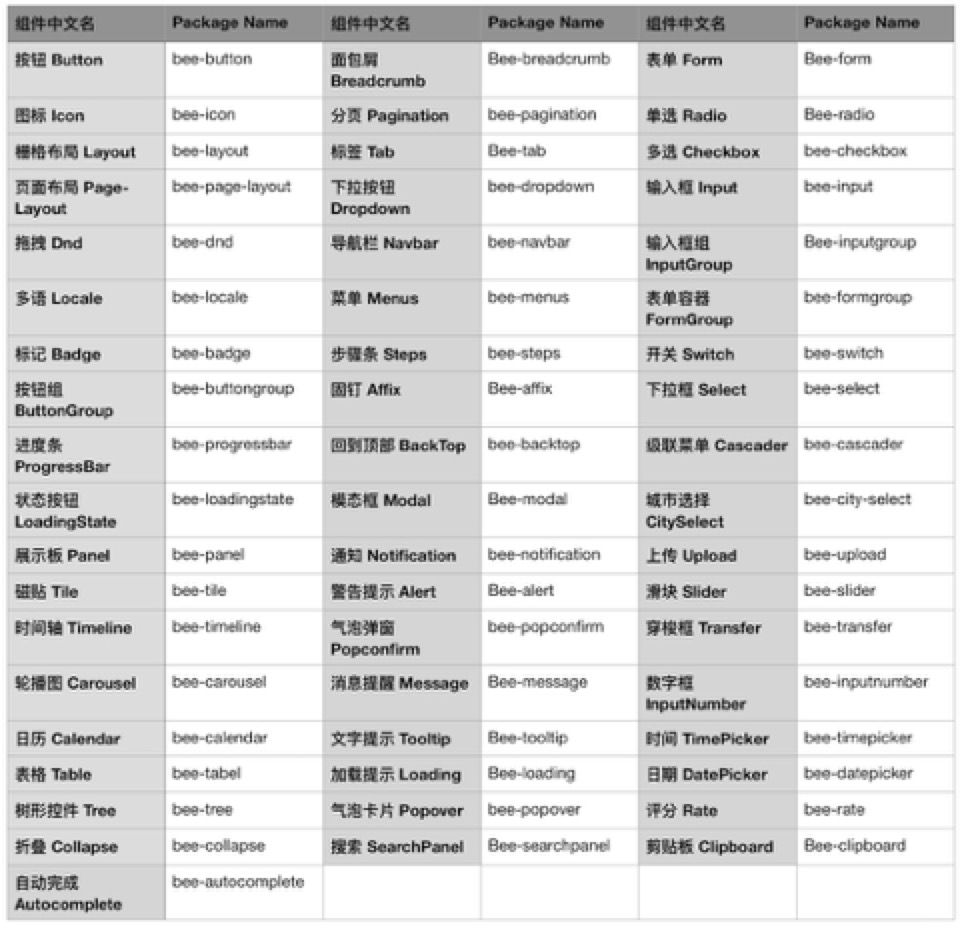 组件中文名 Package Name 组件中文名 Package Name 组件中文名 Package Name
按钮 Button bee-button 面包屑 Bee-breadcrumb 表单 Form Bee-form
Breadcrumb
图标 Icon bee-icon 分页 Pagination bee-pagination 单选 Radio Bee-radio
栅格布局 Layout bee-layout 标签 Tab Bee-tab 多选 Checkbox bee-checkbox
页面布局 Page- bee-page-layout 下拉按钮 bee-dropdown 输入框 Input bee-input
Layout Dropdown
拖拽 Dnd bee-dnd 导航栏 Navbar bee-navbar 输入框组 Bee-inputgroup
InputGroup
多语 Locale bee-locale 菜单 Menus bee-menus 表单容器 bee-formgroup
FormGroup
标记 Badge bee-badge 步骤条 Steps bee-steps 开关 Switch bee-switch
按钮组 bee-buttongroup 固钉 Affix Bee-affix 下拉框 Select bee-select
ButtonGroup
进度条 bee-progressbar 回到顶部 BackTop bee-backtop 级联菜单 Cascader bee-cascader
ProgressBar
状态按钮 bee-loadingstate 模态框 Modal Bee-modal 城市选择 bee-city-select
LoadingState CitySelect
展示板 Panel bee-panel 通知 Notification bee-notification 上传 Upload bee-upload
磁贴 Tile bee-tile 警告提示 Alert Bee-alert 滑块 Slider bee-slider
时间轴 Timeline bee-timeline 气泡弹窗 bee-popconfirm 穿梭框 Transfer bee-transfer
Popconfirm
轮播图 Carousel bee-carousel 消息提醒 Message Bee-message 数字框 bee-inputnumber
InputNumber
日历 Calendar bee-calendar 文字提示 Tooltip Bee-tooltip 时间 TimePicker bee-timepicker
表格 Table bee-tabel 加载提示 Loading Bee-loading 日期 DatePicker bee-datepicker
树形控件 Tree bee-tree 气泡卡片 Popover bee-popover 评分 Rate bee-rate
折叠 Collapse bee-collapse 搜索 SearchPanel Bee-searchpanel 剪贴板 Clipboard Bee-clipboard
自动完成 bee-autocomplete
Autocomplete